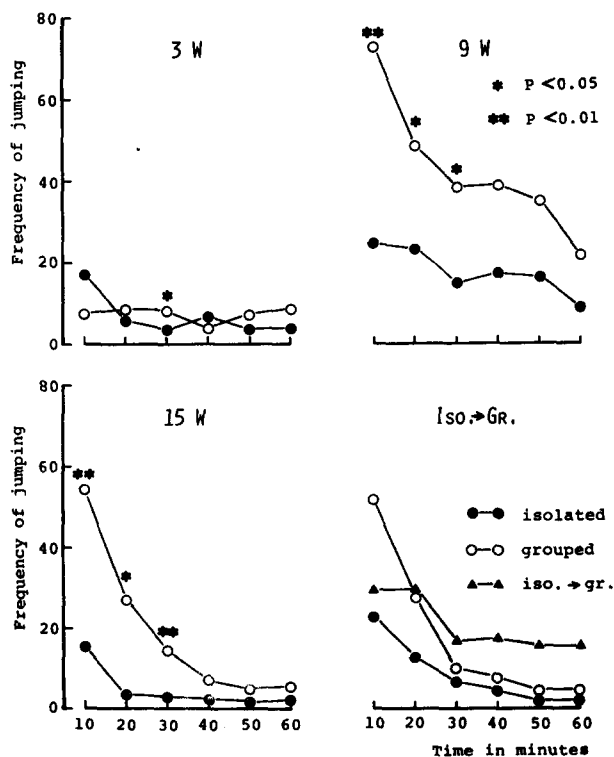 80
60
40
20
0
Frequency of jumping
3 W
*
**
9 W
* P <0.05
** P <0.01
*
*
80
60
40
20
0
Frequency of jumping
15 W
**
*
**
10 20 30 40 50 60
ISO.→GR.
●—● isolated
○—○ grouped
▲—▲ iso.→gr.
10 20 30 40 50 60
Time in minutes